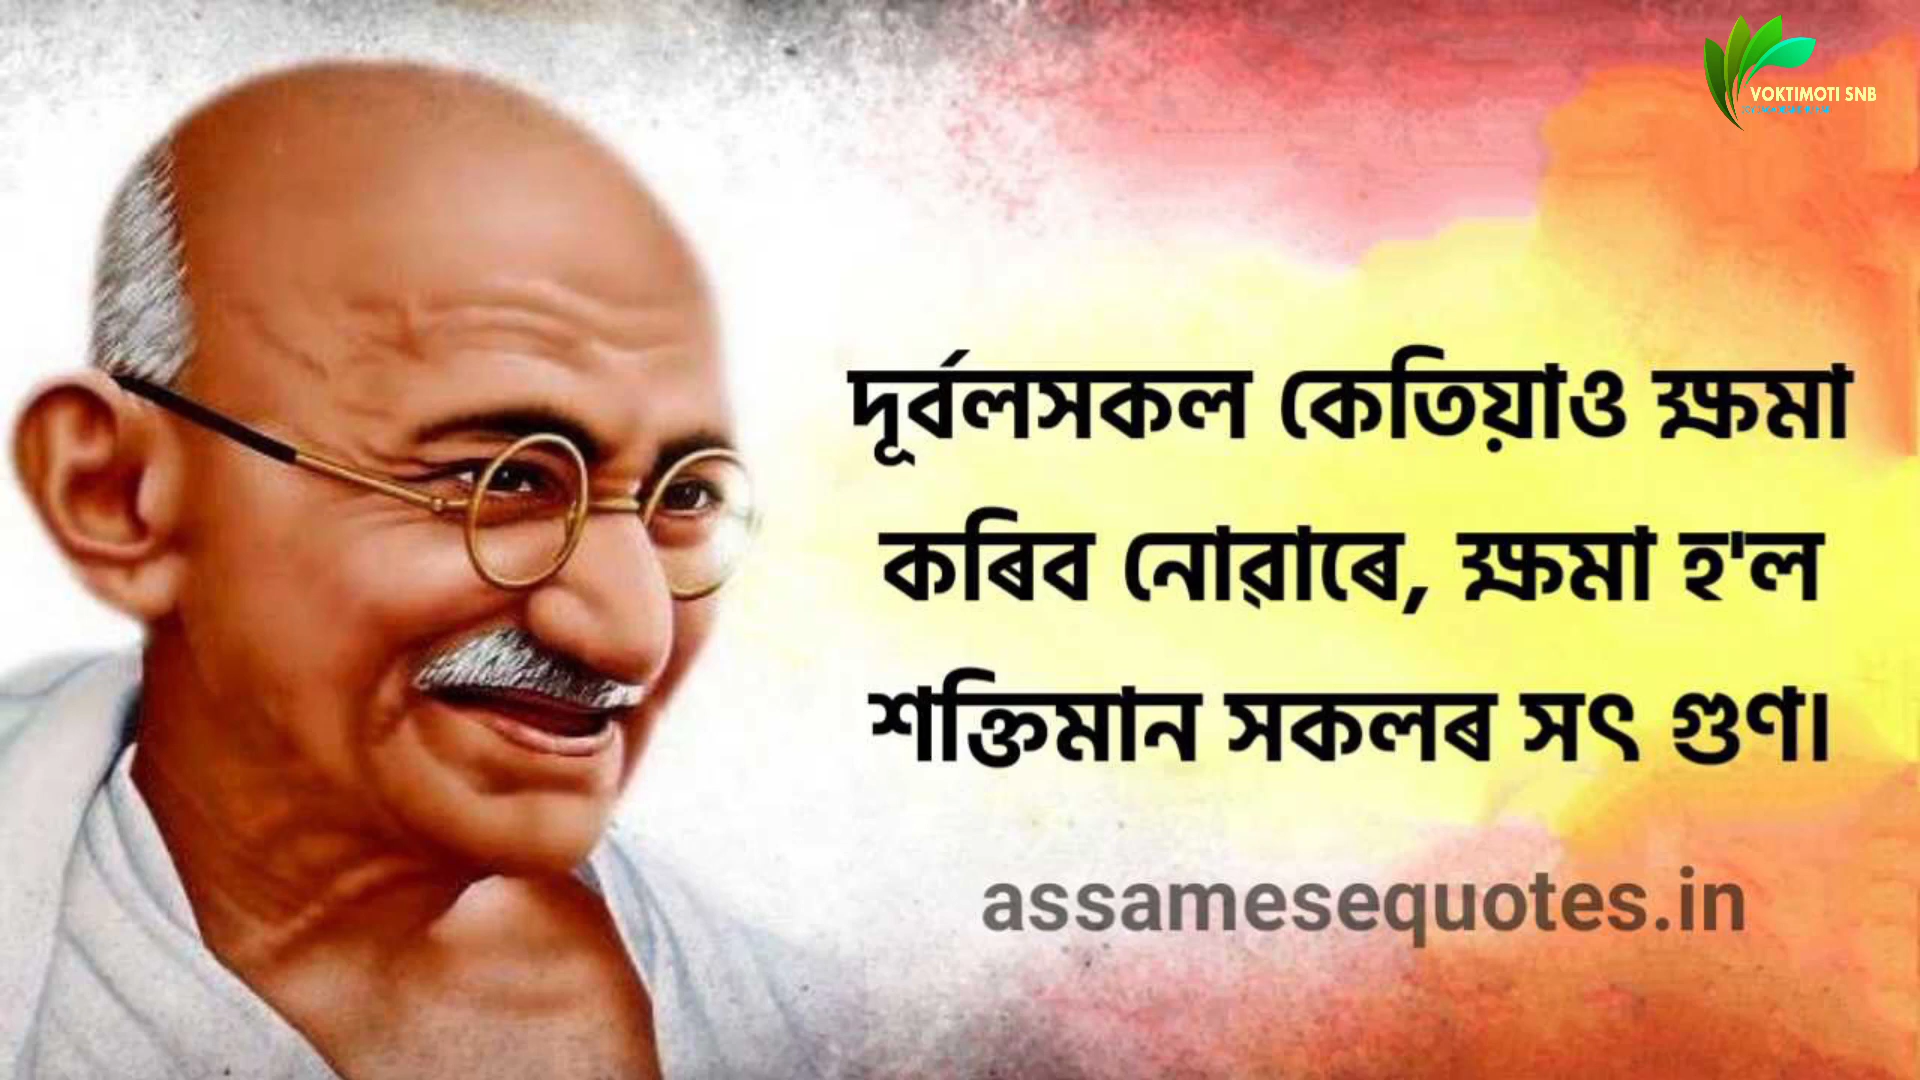 VOKTIMOTI SNB
দূৰ্বলসকল কেতিয়াও ক্ষমা
কৰিব নোৱাৰে, ক্ষমা হ'ল
শক্তিমান সকলৰ সৎ গুণ।
assamesequotes.in